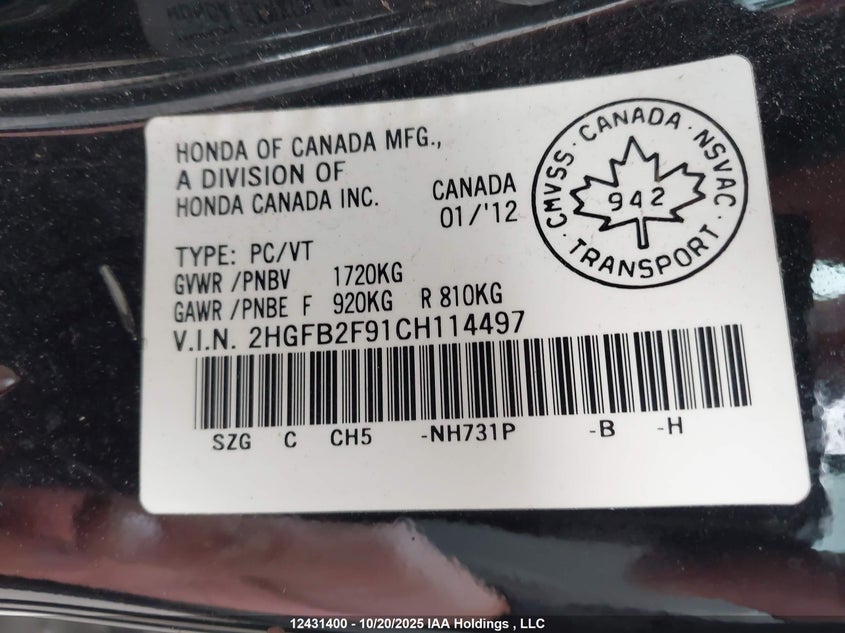 HONDA OF CANADA MFG.,
A DIVISION OF
HONDA CANADA INC.
CANADA
01/'12
CMVSS · CANADA · NSVAC
942
TRANSPORT
TYPE: PC/VT
GVWR /PNBV 1720KG
GAWR /PNBE F 920KG R 810KG
V.I.N. 2HGFB2F91CH114497
SZG C CH5 -NH731P -B -H
12431400 - 10/20/2025 IAA Holdings , LLC